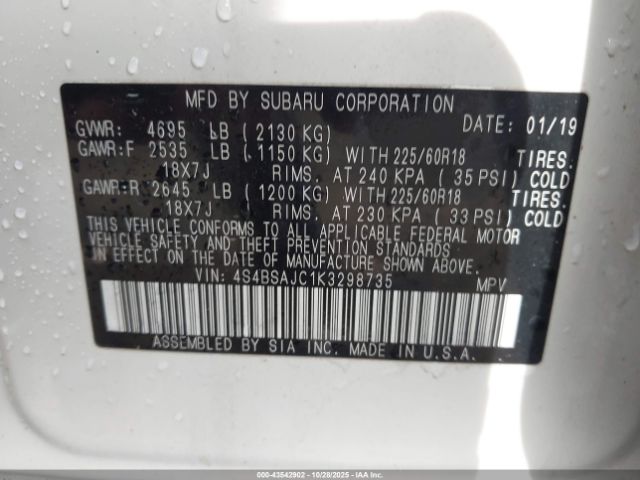 MFD BY SUBARU CORPORATION DATE: 01/19
GVWR: 4695 LB (2130 KG)
GAWR:F 2535 LB (1150 KG) WITH 225/60R18 TIRES.
18X7J RIMS. AT 240 KPA (35 PSI) COLD
GAWR:R 2645 LB (1200 KG) WITH 225/60R18 TIRES.
18X7J RIMS. AT 230 KPA (33 PSI) COLD
THIS VEHICLE CONFORMS TO ALL APPLICABLE FEDERAL MOTOR
VEHICLE SAFETY AND THEFT PREVENTION STANDARDS
IN EFFECT ON THE DATE OF MANUFACTURE SHOWN ABOVE.
VIN: 4S4BSAJC1K3298735 MPV
ASSEMBLED BY SIA INC. MADE IN U.S.A.
000-43542902 - 10/28/2025 - IAAI.com